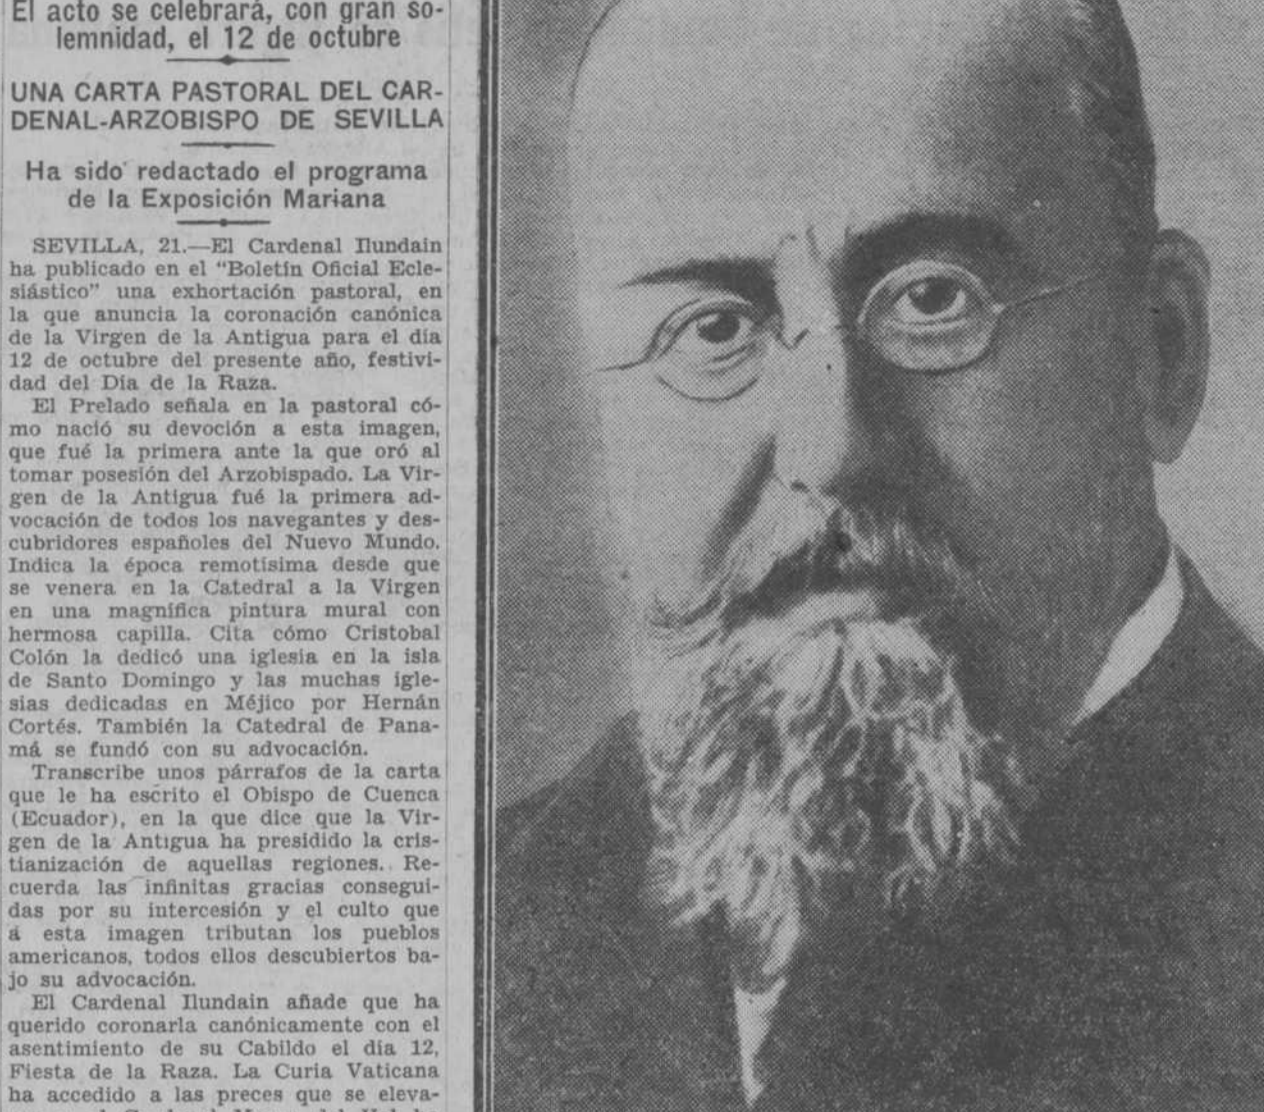 El acto se celebrará, con gran so-
lemnidad, el 12 de octubre
UNA CARTA PASTORAL DEL CAR-
DENAL-ARZOBISPO DE SEVILLA
Ha sido redactado el programa
de la Exposición Mariana
SEVILLA, 21.—El Cardenal Ilundain
ha publicado en el "Boletín Oficial Ecle-
siástico" una exhortación pastoral, en
la que anuncia la coronación canónica
de la Virgen de la Antigua para el día
12 de octubre del presente año, festivi-
dad del Día de la Raza.
El Prelado señala en la pastoral có-
mo nació su devoción a esta imagen,
que fué la primera ante la que oró al
tomar posesión del Arzobispado. La Vir-
gen de la Antigua fué la primera ad-
vocación de todos los navegantes y des-
cubridores españoles del Nuevo Mundo.
Indica la época remotísima desde que
se venera en la Catedral a la Virgen
en una magnífica pintura mural con
hermosa capilla. Cita cómo Cristobal
Colón la dedicó una iglesia en la isla
de Santo Domingo y las muchas igle-
sias dedicadas en Méjico por Hernán
Cortés. También la Catedral de Pana-
má se fundó con su advocación.
Transcribe unos párrafos de la carta
que le ha escrito el Obispo de Cuenca
(Ecuador), en la que dice que la Vir-
gen de la Antigua ha presidido la cris-
tianización de aquellas regiones. Re-
cuerda las infinitas gracias consegui-
das por su intercesión y el culto que
a esta imagen tributan los pueblos
americanos, todos ellos descubiertos ba-
jo su advocación.
El Cardenal Ilundain añade que ha
querido coronarla canónicamente con el
asentimiento de su Cabildo el día 12,
Fiesta de la Raza. La Curia Vaticana
ha accedido a las preces que se eleva-